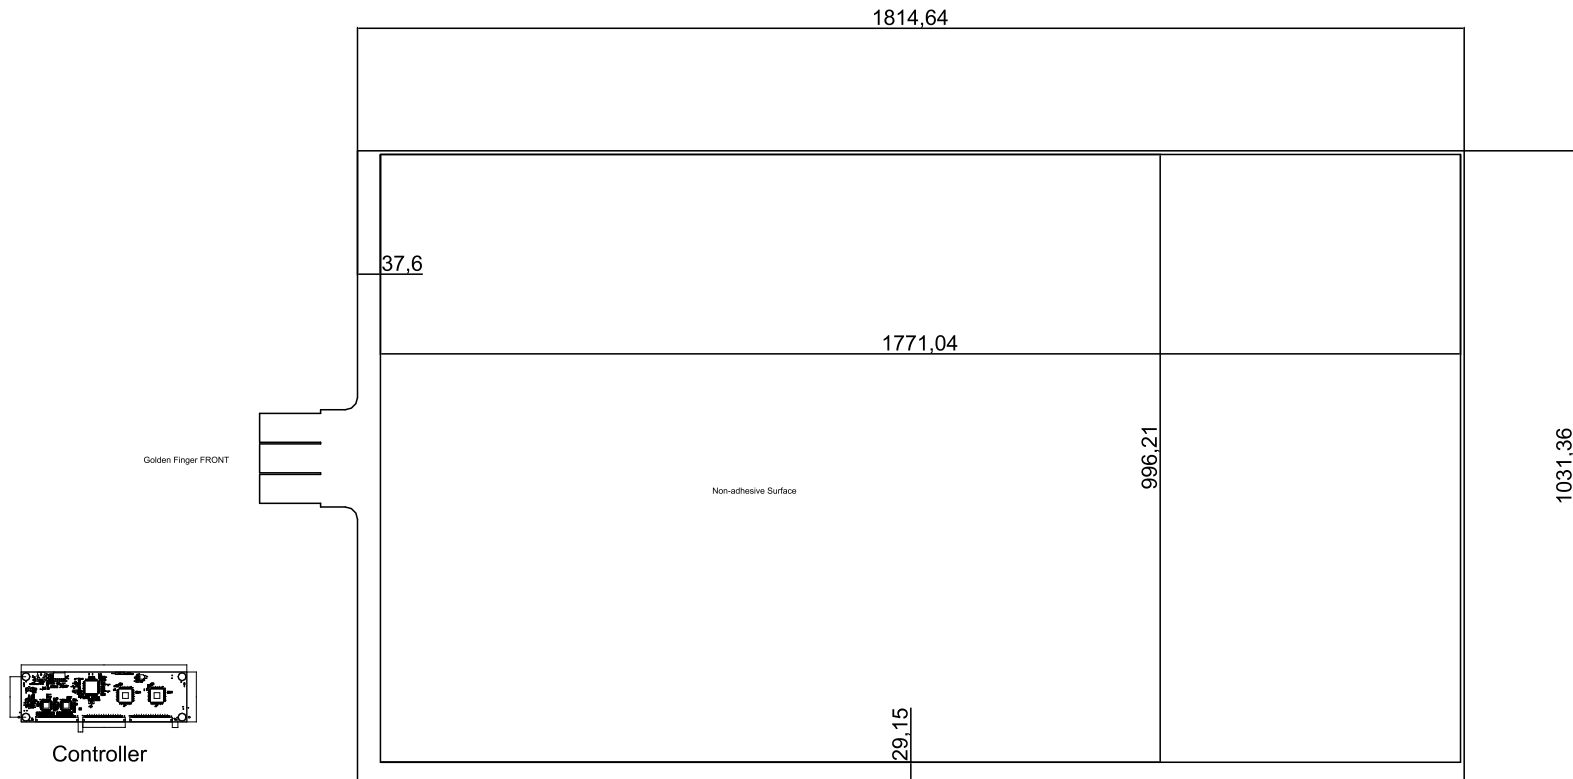 1814,64
37,6
1771,04
996,21
1031,36
Golden Finger FRONT
Non-adhesive Surface
29,15
Controller